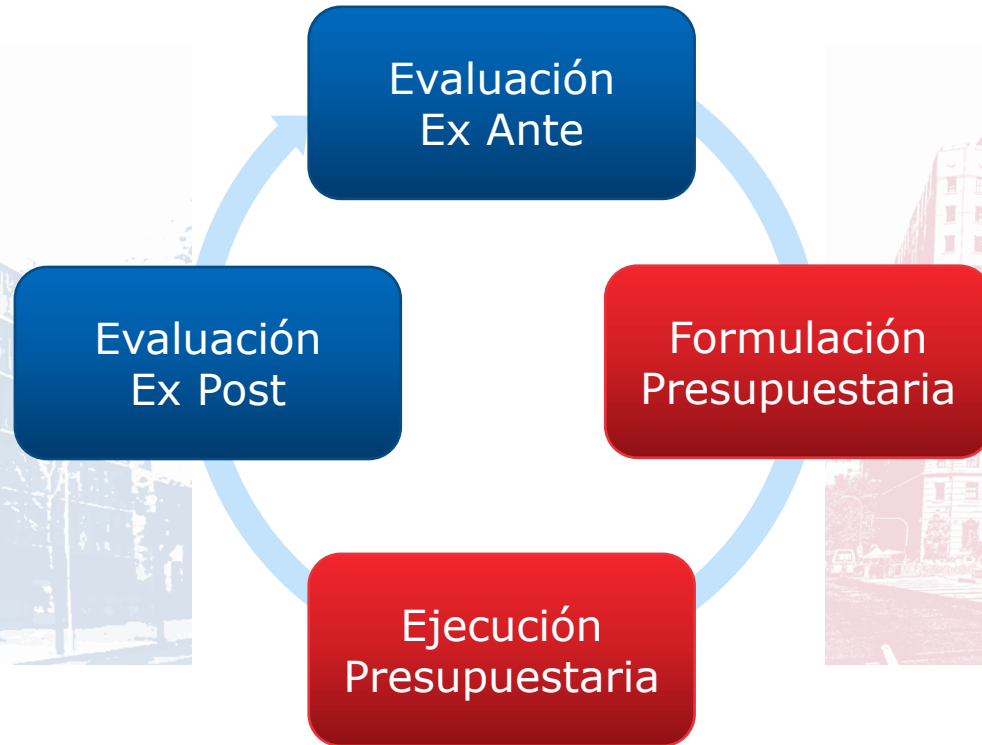 Evaluación
Ex Ante
Evaluación
Ex Post
Formulación
Presupuestaria
Ejecución
Presupuestaria